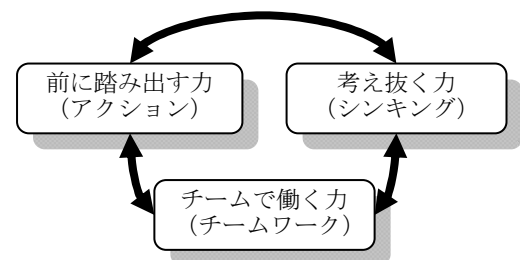 前に踏み出す力
（アクション）
考え抜く力
（シンキング）
チームで働く力
（チームワーク）